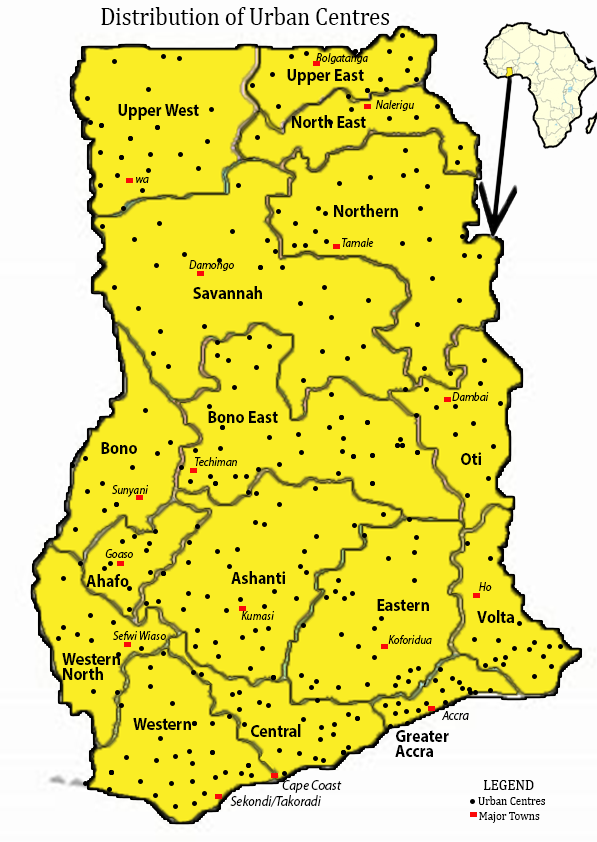 Distribution of Urban Centres
Bolgatanga
Upper East
Upper West
Nalerigu
North East
wa
Northern
Tamale
Damongo
Savannah
Dambai
Bono East
Bono
Techiman
Oti
Sunyani
Goaso
Ahafo
Ashanti
Ho
Eastern
Kumasi
Volta
Sefwi Wiaso
Koforidua
Western
North
Accra
Western
Central
Greater
Accra
Cape Coast
Sekondi/Takoradi
LEGEND
Urban Centres
Major Towns